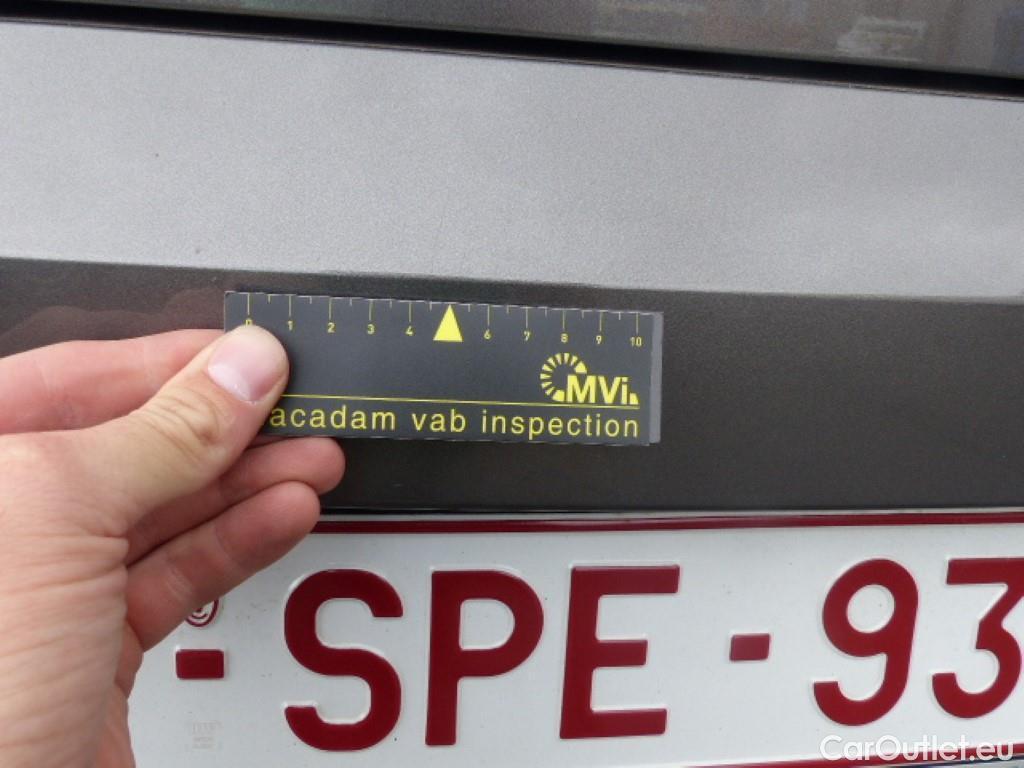 0 1 2 3 4 6 7 8 9 10
MVi
acadam vab inspection
-SPE-93
CarOutlet.eu